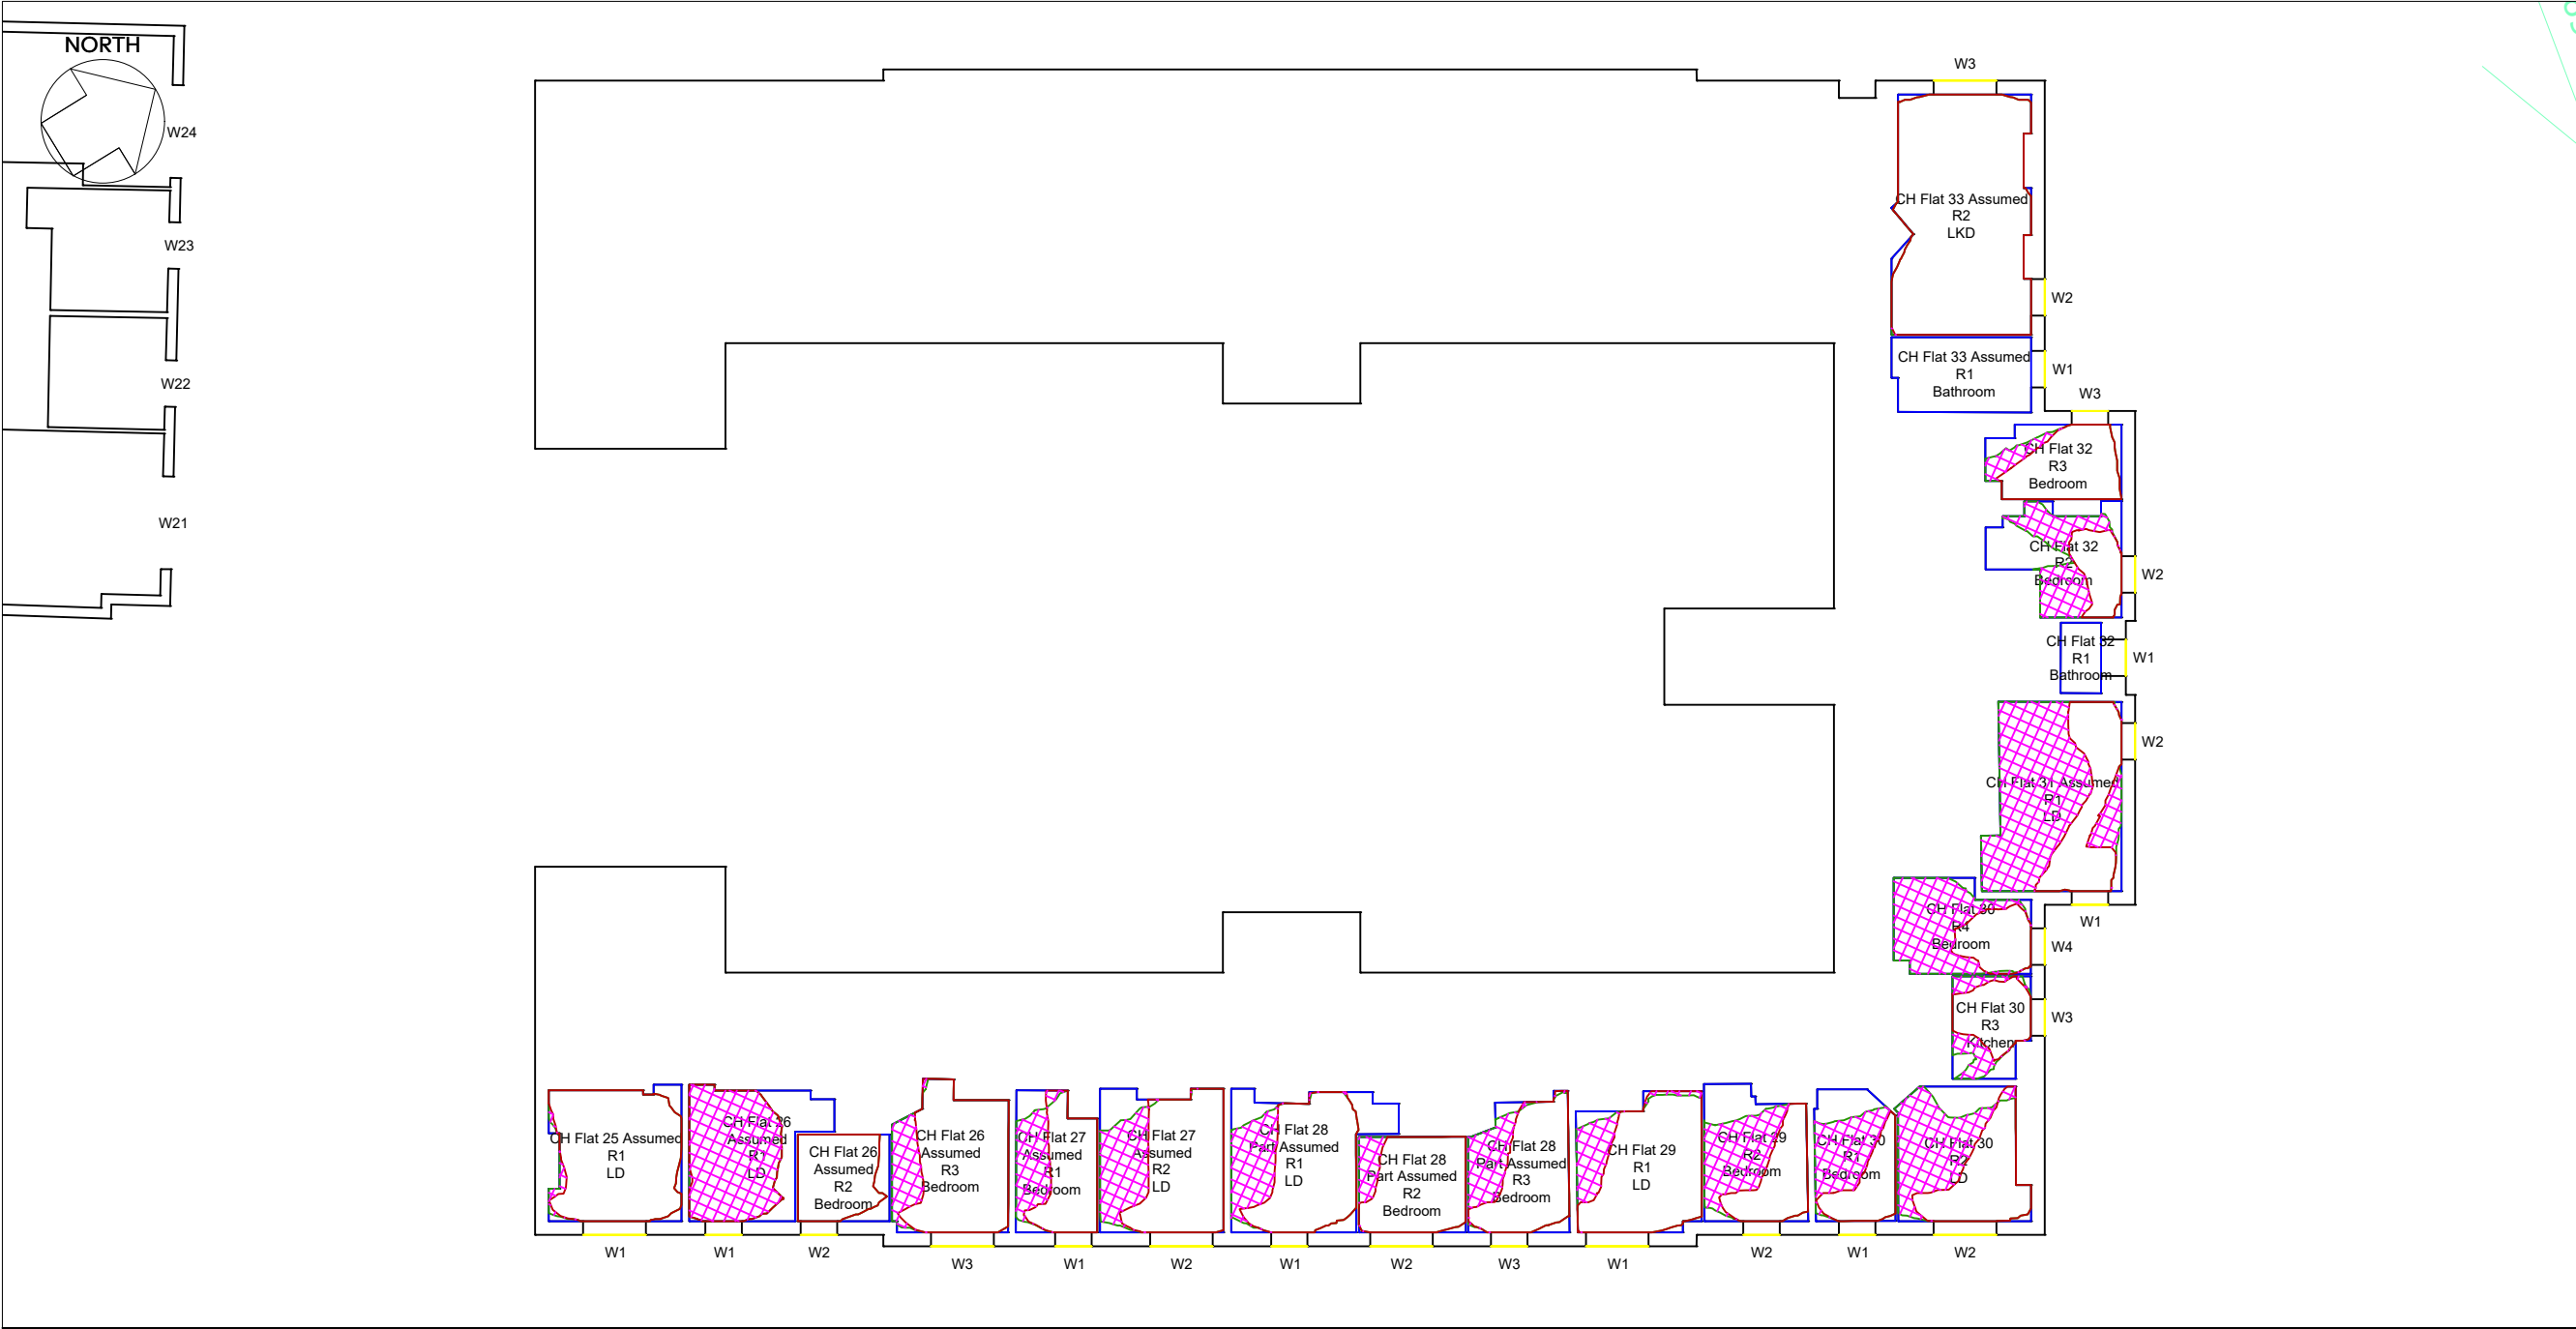 NORTH
W24
W23
W22
W21
W3
CH Flat 33 Assumed
R2
LKD
W2
CH Flat 33 Assumed
R1
Bathroom
W1
W3
CH Flat 32
R3
Bedroom
CH Flat 32
R2
Bedroom
W2
CH Flat 32
R1
Bathroom
W1
W2
CH Flat 31 Assumed
R1
LD
W1
CH Flat 30
R4
Bedroom
W4
CH Flat 30
R3
Kitchen
W3
CH Flat 25 Assumed
R1
LD
CH Flat 26
Assumed
R1
LD
CH Flat 26
Assumed
R2
Bedroom
CH Flat 26
Assumed
R3
Bedroom
CH Flat 27
Assumed
R1
Bedroom
CH Flat 27
Assumed
R2
LD
CH Flat 28
Part Assumed
R1
LD
CH Flat 28
Part Assumed
R2
Bedroom
CH Flat 28
Part Assumed
R3
Bedroom
CH Flat 29
R1
LD
CH Flat 29
R2
Bedroom
CH Flat 30
R1
Bedroom
CH Flat 30
R2
LD
W1
W1
W2
W3
W1
W2
W1
W2
W3
W1
W2
W1
W2